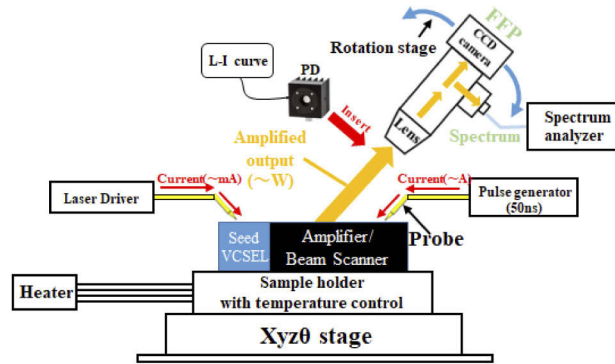 FFP
CCD
camera
Rotation stage
L-I curve
PD
Insert
Lens
Spectrum
Spectrum
analyzer
Amplified
output
(~W)
Current(~mA)
Current(~A)
Laser Driver
Pulse generator
(50ns)
Probe
Seed
VCSEL
Amplifier/
Beam Scanner
Heater
Sample holder
with temperature control
Xyzθ stage